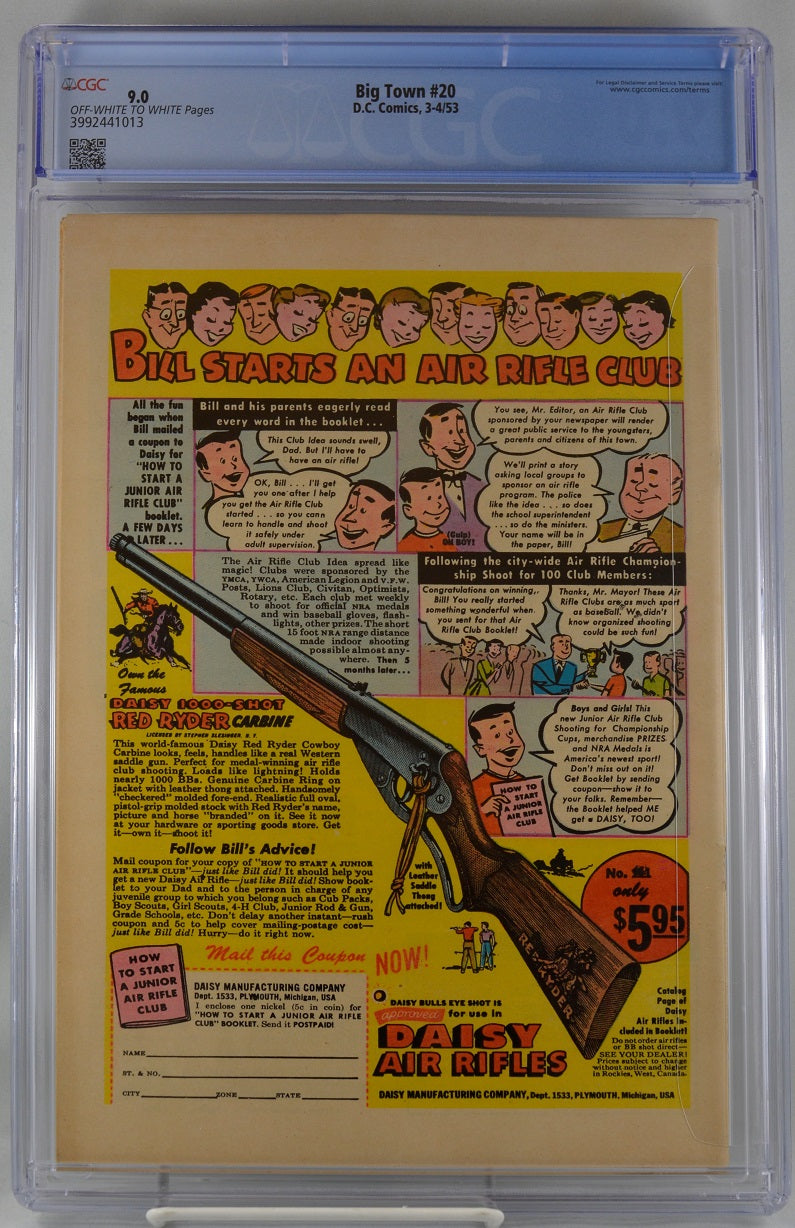 CGC
9.0
OFF-WHITE TO WHITE Pages
3992441013
Big Town #20
D.C. Comics, 3-4/53
For Legal Disclaimer and Service Terms please visit
www.cgccomics.com/terms
CGC
BILL STARTS AN AIR RIFLE CLUB
All the fun
began when
Bill mailed
a coupon to
Daisy for
"HOW TO
START A
JUNIOR AIR
RIFLE CLUB"
booklet.
A FEW DAYS
LATER...
Bill and his parents eagerly read
every word in the booklet...
This Club Idea sounds swell,
Dad. But I'll have to
have an air rifle!
OK, Bill... I'll get
you one after I help
you get the Air Rifle Club
started... so you cann
learn to handle and shoot
it safely under
adult supervision.
You see, Mr. Editor, an Air Rifle Club
sponsored by your newspaper will render
a great public service to the youngsters,
parents and citizens of this town.
We'll print a story
asking local groups to
sponsor an air rifle
program. The police
like the idea... so does
the school superintendent
...so do the ministers.
Your name will be in
the paper, Bill!
(Gulp)
OH BOY!
The Air Rifle Club Idea spread like
magic! Clubs were sponsored by the
YMCA, YWCA, American Legion and V.F.W.
Posts, Lions Club, Civitan, Optimists,
Rotary, etc. Each club met weekly
to shoot for official NRA medals
and win baseball gloves, flash-
lights, other prizes. The short
15 foot NRA range distance
made indoor shooting
possible almost any-
where. Then 5
months later...
Following the city-wide Air Rifle Champion-
ship Shoot for 100 Club Members:
Congratulations on winning,
Bill! You really started
something wonderful when
you sent for that Air
Rifle Club Booklet!
Thanks, Mr. Mayor! These Air
Rifle Clubs are as much sport
as baseball. We didn't
know organized shooting
could be such fun!
Own the
Famous
DAISY 1000-SHOT
RED RYDER CARBINE
LICENSED BY STEPHEN SLESINGER, N. Y.
This world-famous Daisy Red Ryder Cowboy
Carbine looks, feels, handles like a real Western
saddle gun. Perfect for medal-winning air rifle
club shooting. Loads like lightning! Holds
nearly 1000 BBs. Genuine Carbine Ring on
jacket with leather thong attached. Handsomely
"checkered" molded fore-end. Realistic full oval,
pistol-grip molded stock with Red Ryder's name,
picture and horse "branded" on it. See it now
at your hardware or sporting goods store. Get
it—own it—shoot it!
Boys and Girls! This
new Junior Air Rifle Club
Shooting for Championship
Cups, merchandise PRIZES
and NRA Medals is
America's newest sport!
Don't miss out on it!
Get Booklet by sending
coupon—show it to
your folks. Remember—
the Booklet helped ME
get a DAISY, TOO!
HOW TO
START
A JUNIOR
AIR RIFLE
CLUB
Follow Bill's Advice!
Mail coupon for your copy of "HOW TO START A JUNIOR
AIR RIFLE CLUB"—just like Bill did! It should help you
get a new Daisy Air Rifle—just like Bill did! Show book-
let to your Dad and to the person in charge of any
juvenile group to which you belong such as Cub Packs,
Boy Scouts, Girl Scouts, 4-H Club, Junior Rod & Gun,
Grade Schools, etc. Don't delay another instant—rush
coupon and 5c to help cover mailing-postage cost—
just like Bill did! Hurry—do it right now.
with
Leather
Saddle
Thong
attached!
No. 111
only
$5.95
RED RYDER
Mail this Coupon NOW!
HOW
TO START
A JUNIOR
AIR RIFLE
CLUB
DAISY MANUFACTURING COMPANY
Dept. 1533, PLYMOUTH, Michigan, USA
I enclose one nickel (5c in coin) for
"HOW TO START A JUNIOR AIR RIFLE
CLUB" BOOKLET. Send it POSTPAID!
NAME
ST. & NO.
CITY ZONE STATE
DAISY BULLS EYE SHOT IS
approved for use in
DAISY
AIR RIFLES
Catalog
Page of
Daisy
Air Rifles In-
cluded in Booklet!
Do not order air rifles
or BB shot direct—
SEE YOUR DEALER!
Prices subject to change
without notice and higher
in Rockies, West, Canada.
DAISY MANUFACTURING COMPANY, Dept. 1533, PLYMOUTH, Michigan, USA